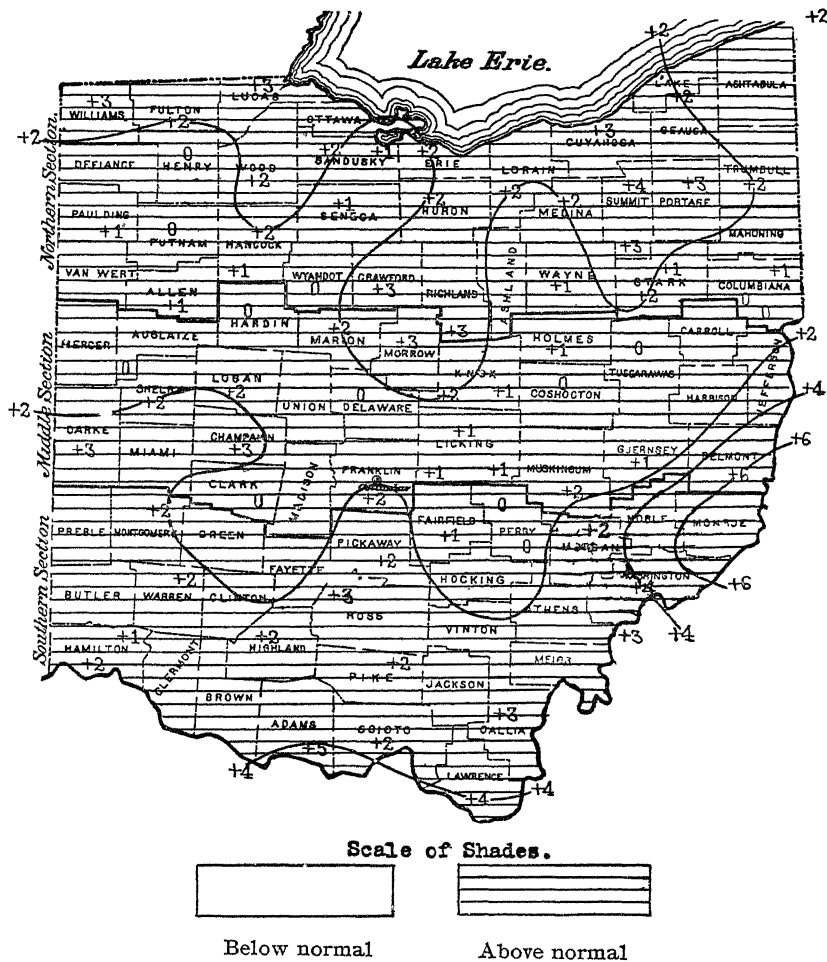 +2
+2
Lake Erie.
+3
LAKE
ASHTABULA
+3
WILLIAMS
LUCAS
+2
FULTON
+2
OTTAWA
GEAUGA
+2
+3
CUYAHOGA
0
+2
+1
+2
DEFIANCE
HENRY
WOOD
SANDUSKY
ERIE
LORAIN
TRUMBULL
+2
+2
+2
+4
+3
+2
Northern Section.
+1
HURON
MEDINA
SUMMIT
PORTAGE
PAULDING
SENECA
+1
0
+2
MAHONING
PUTNAM
HANCOCK
+3
VAN WERT
+1
WYANDOT
CRAWFORD
ASHLAND
WAYNE
STARK
+1
+1
ALLEN
0
+3
RICHLAND
+1
+2
COLUMBIANA
+1
0
0
HARDIN
+2
+3
CARROLL
0
MERCER
AUGLAIZE
MARION
+3
HOLMES
+2
MORROW
+1
0
LOGAN
KNOX
TUSCARAWAS
JEFFERSON
SHELBY
+2
0
+2
+1
0
0
+4
+2
+2
UNION
DELAWARE
COSHOCTON
HARRISON
Middle Section
DARKE
CHAMPAIGN
+1
+3
MIAMI
+3
LICKING
GUERNSEY
+6
FRANKLIN
+1
+1
MUSKINGUM
+1
BELMONT
CLARK
MADISON
+6
+2
0
+2
0
+2
PREBLE
MONTGOMERY
GREEN
FAIRFIELD
PERRY
+2
NOBLE
MONROE
PICKAWAY
+1
0
MORGAN
+2
FAYETTE
HOCKING
WASHINGTON
+6
+2
+3
+4
Southern Section
BUTLER
WARREN
CLINTON
ROSS
ATHENS
+1
+2
VINTON
+3
+4
HAMILTON
HIGHLAND
+2
CLERMONT
+2
MEIGS
PIKE
JACKSON
BROWN
ADAMS
SCIOTO
+3
GALLIA
+5
+2
+4
LAWRENCE
+4
+4
Scale of Shades.
Below normal
Above normal